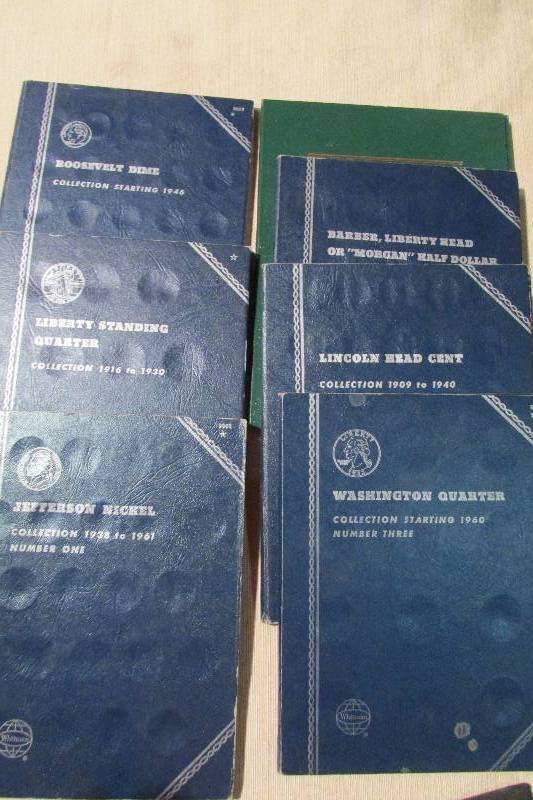 ROOSEVELT DIME
COLLECTION STARTING 1946
LIBERTY STANDING
QUARTER
COLLECTION 1916 to 1930
JEFFERSON NICKEL
COLLECTION 1938 to 1961
NUMBER ONE
Whitman
BARBER, LIBERTY HEAD
OR "MORGAN" HALF DOLLAR
LINCOLN HEAD CENT
COLLECTION 1909 to 1940
LIBERTY
WASHINGTON QUARTER
COLLECTION STARTING 1960
NUMBER THREE
Whitman